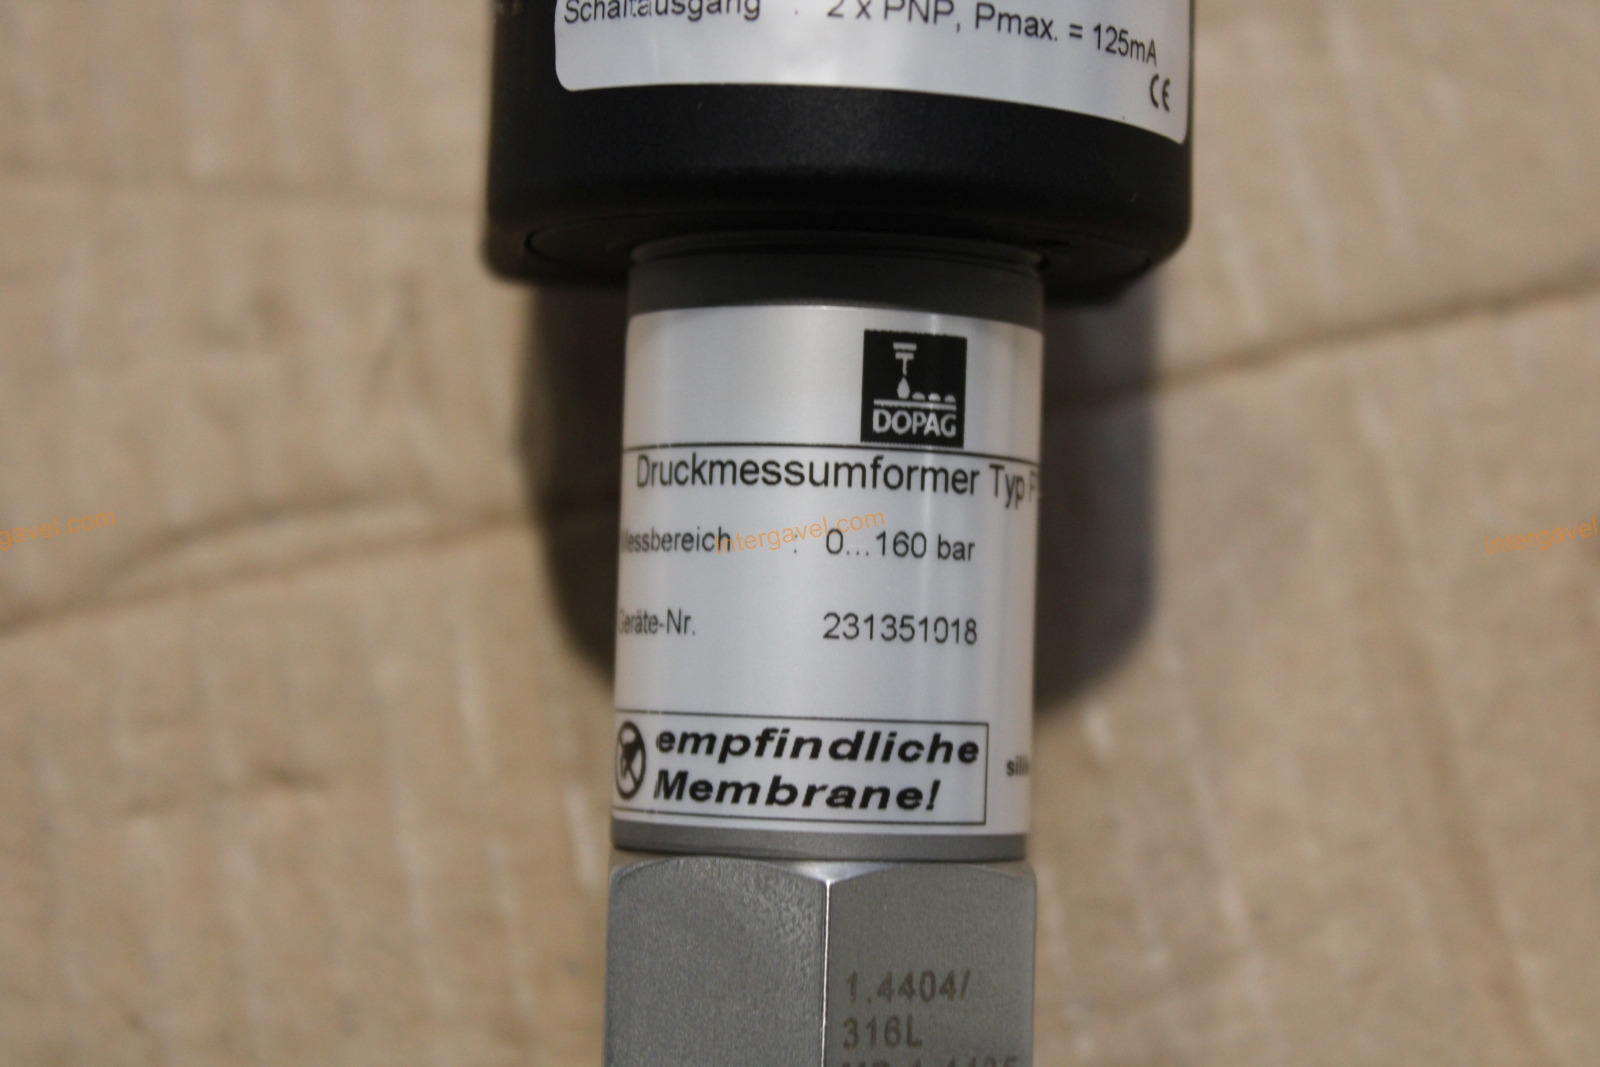 Schaltausgang : 2 x PNP, Pmax. = 125mA
CE
DOPAG
Druckmessumformer Typ
Messbereich : 0...160 bar
Geräte-Nr. 231351018
empfindliche
Membrane!
1.4404/
316L
intergavel.com